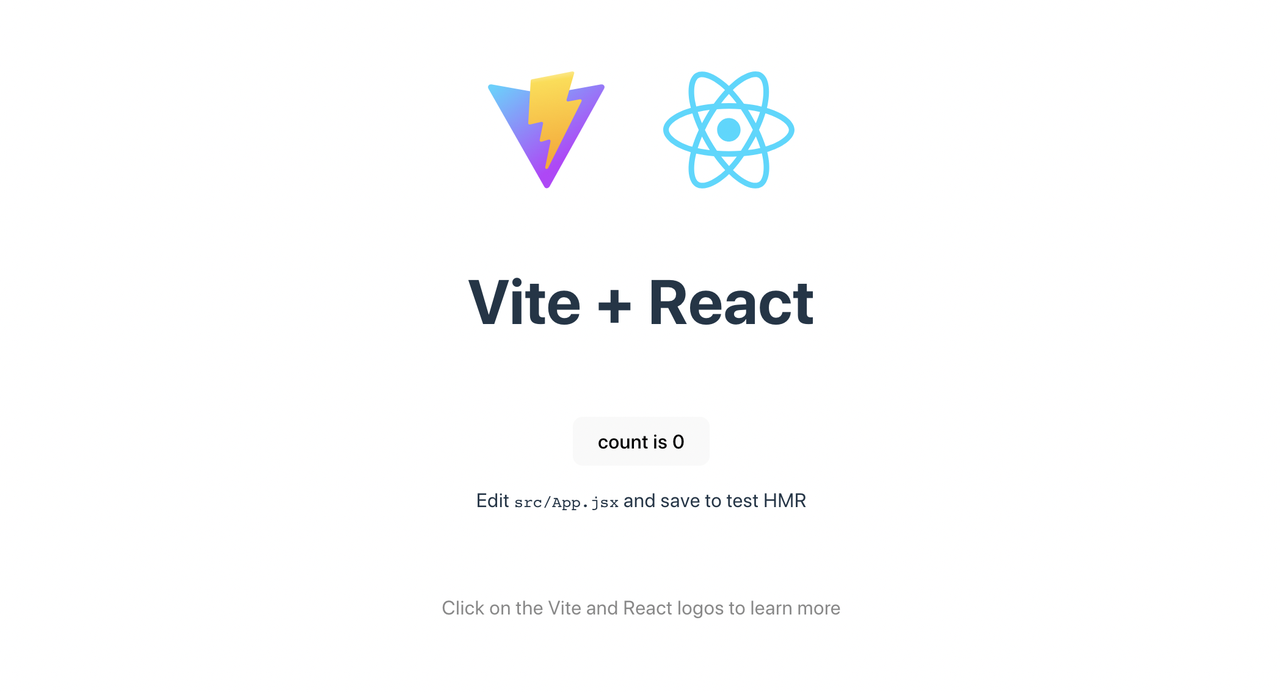 Vite + React
count is 0
Edit src/App.jsx and save to test HMR
Click on the Vite and React logos to learn more